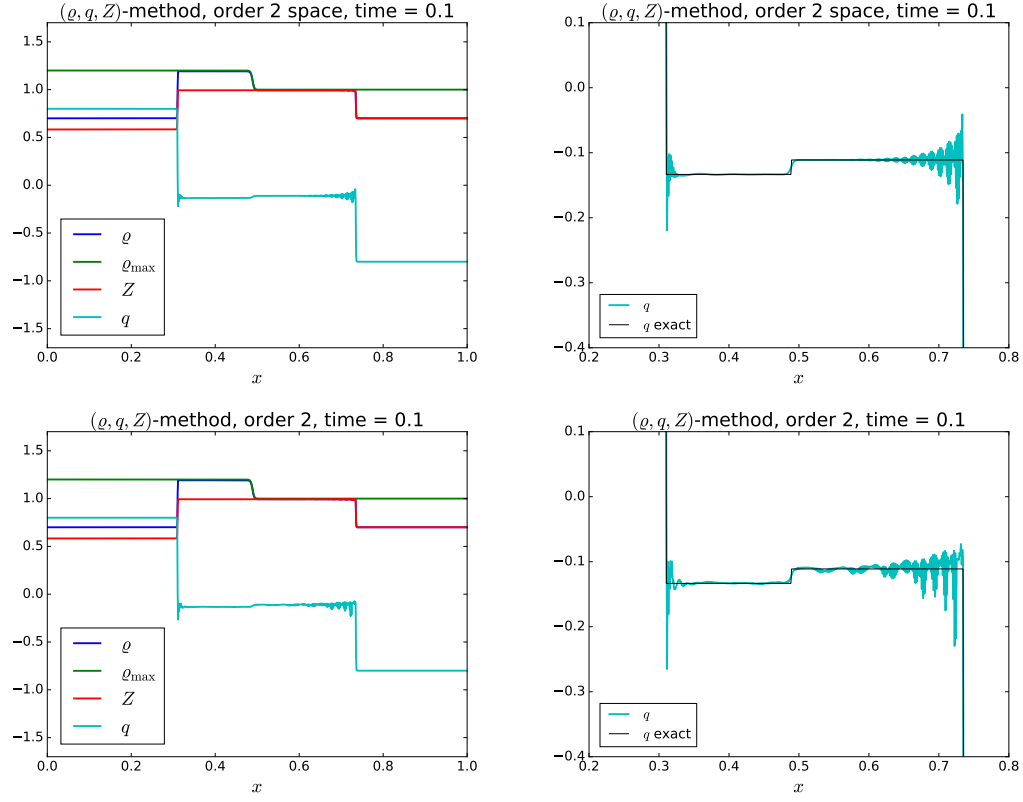 (ϱ, q, Z)-method, order 2 space, time = 0.1
1.5
1.0
0.5
0.0
−0.5
−1.0
−1.5
ϱ
ϱmax
Z
q
0.0 0.2 0.4 0.6 0.8 1.0
x
(ϱ, q, Z)-method, order 2 space, time = 0.1
0.1
0.0
−0.1
−0.2
−0.3
−0.4
q
q exact
0.2 0.3 0.4 0.5 0.6 0.7 0.8
x
(ϱ, q, Z)-method, order 2, time = 0.1
1.5
1.0
0.5
0.0
−0.5
−1.0
−1.5
ϱ
ϱmax
Z
q
0.0 0.2 0.4 0.6 0.8 1.0
x
(ϱ, q, Z)-method, order 2, time = 0.1
0.1
0.0
−0.1
−0.2
−0.3
−0.4
q
q exact
0.2 0.3 0.4 0.5 0.6 0.7 0.8
x